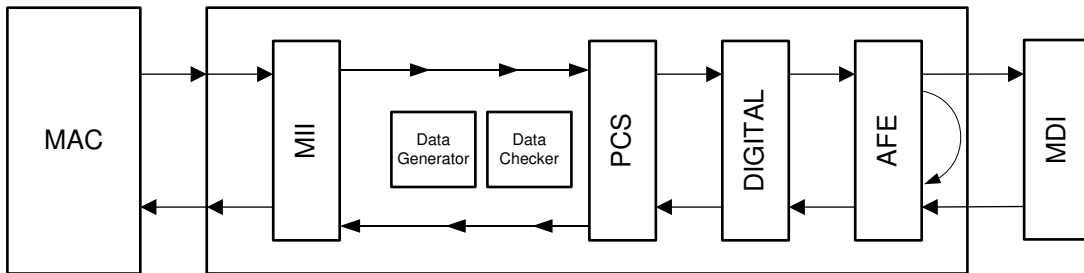 MAC
MII
Data
Generator
Data
Checker
PCS
DIGITAL
AFE
MDI